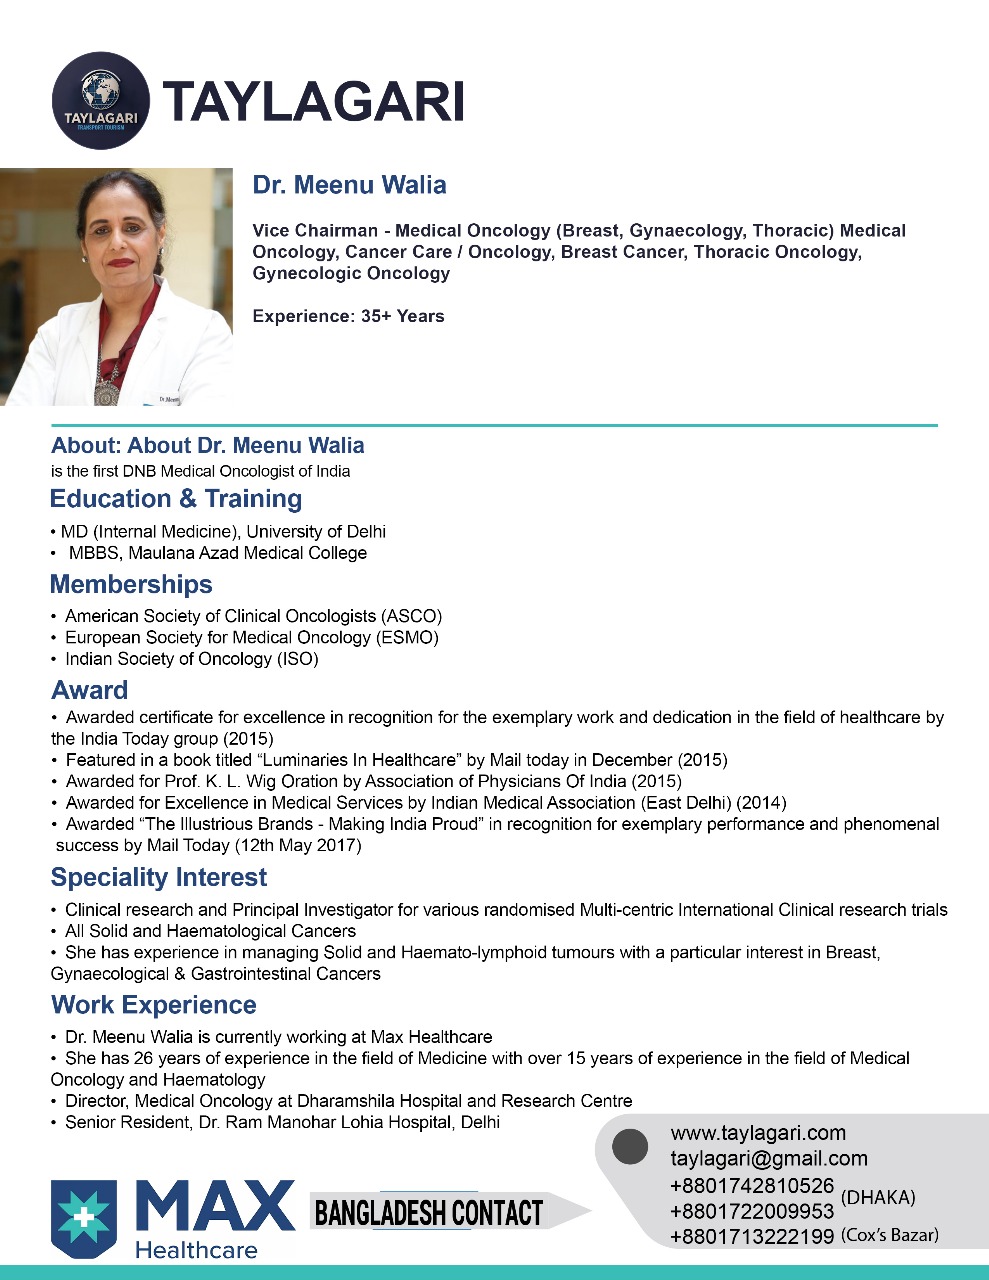 TAYLAGARI
TRANSPORT TOURISM
TAYLAGARI
Dr. Meenu Walia
Vice Chairman - Medical Oncology (Breast, Gynaecology, Thoracic) Medical
Oncology, Cancer Care / Oncology, Breast Cancer, Thoracic Oncology,
Gynecologic Oncology
Experience: 35+ Years
About: About Dr. Meenu Walia
is the first DNB Medical Oncologist of India
Education & Training
• MD (Internal Medicine), University of Delhi
• MBBS, Maulana Azad Medical College
Memberships
• American Society of Clinical Oncologists (ASCO)
• European Society for Medical Oncology (ESMO)
• Indian Society of Oncology (ISO)
Award
• Awarded certificate for excellence in recognition for the exemplary work and dedication in the field of healthcare by
the India Today group (2015)
• Featured in a book titled “Luminaries In Healthcare” by Mail today in December (2015)
• Awarded for Prof. K. L. Wig Oration by Association of Physicians Of India (2015)
• Awarded for Excellence in Medical Services by Indian Medical Association (East Delhi) (2014)
• Awarded “The Illustrious Brands - Making India Proud” in recognition for exemplary performance and phenomenal
success by Mail Today (12th May 2017)
Speciality Interest
• Clinical research and Principal Investigator for various randomised Multi-centric International Clinical research trials
• All Solid and Haematological Cancers
• She has experience in managing Solid and Haemato-lymphoid tumours with a particular interest in Breast,
Gynaecological & Gastrointestinal Cancers
Work Experience
• Dr. Meenu Walia is currently working at Max Healthcare
• She has 26 years of experience in the field of Medicine with over 15 years of experience in the field of Medical
Oncology and Haematology
• Director, Medical Oncology at Dharamshila Hospital and Research Centre
• Senior Resident, Dr. Ram Manohar Lohia Hospital, Delhi
MAX
Healthcare
BANGLADESH CONTACT
www.taylagari.com
taylagari@gmail.com
+8801742810526
+8801722009953 (DHAKA)
+8801713222199 (Cox's Bazar)